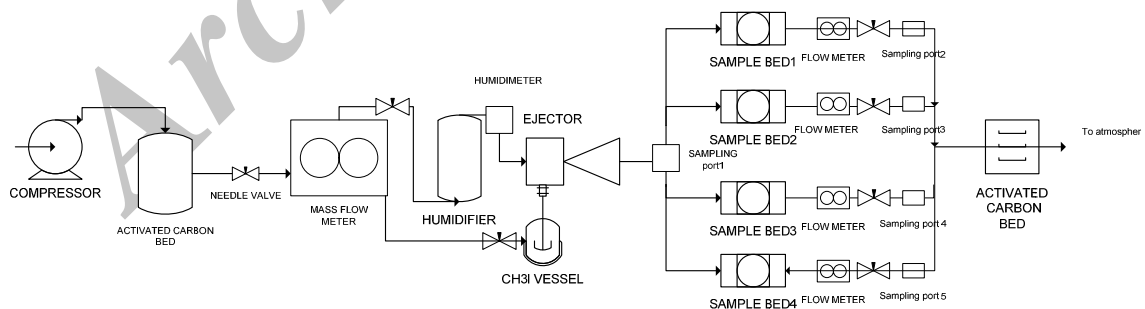 Arc
COMPRESSOR
ACTIVATED CARBON
BED
NEEDLE VALVE
MASS FLOW
METER
HUMIDIMETER
HUMIDIFIER
EJECTOR
CH3I VESSEL
SAMPLING
port1
SAMPLE BED1
FLOW METER
Sampling port2
SAMPLE BED2
FLOW METER
Sampling port3
SAMPLE BED3
FLOW METER
Sampling port 4
SAMPLE BED4
FLOW METER
Sampling port 5
ACTIVATED
CARBON
BED
To atmospher